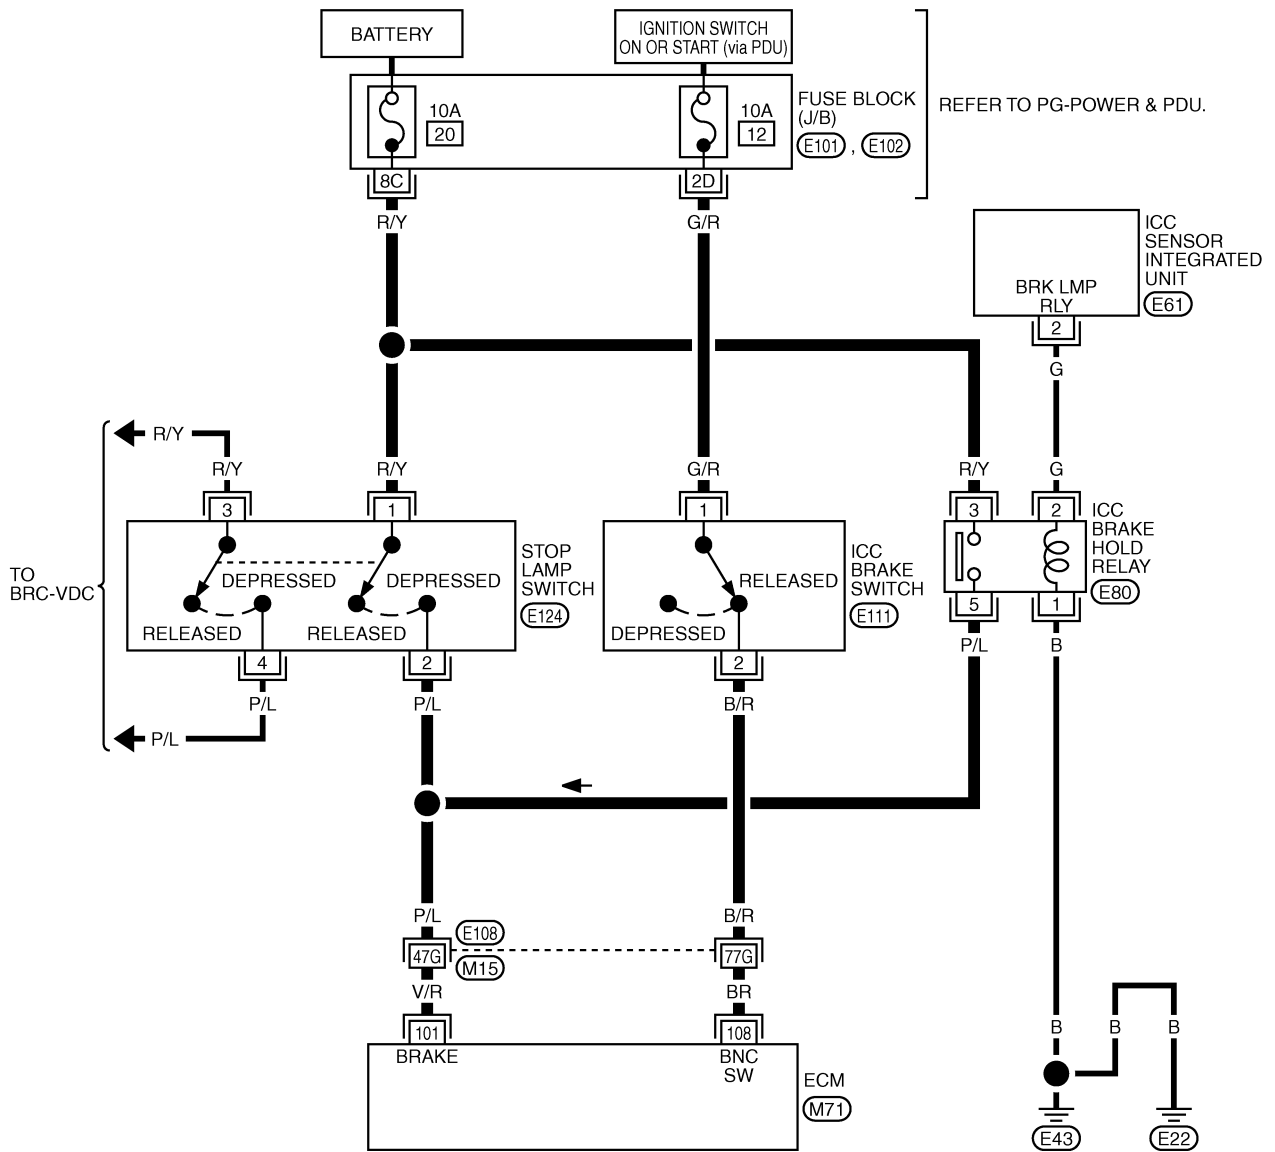 BATTERY
IGNITION SWITCH
ON OR START (via PDU)
10A
20
10A
12
FUSE BLOCK
(J/B)
E101 , E102
REFER TO PG-POWER & PDU.
8C
2D
R/Y
G/R
ICC
SENSOR
INTEGRATED
UNIT
E61
BRK LMP
RLY
2
G
R/Y
R/Y
R/Y
G/R
R/Y
G
3
1
1
3
2
TO
BRC-VDC
DEPRESSED
RELEASED
DEPRESSED
RELEASED
STOP
LAMP
SWITCH
E124
RELEASED
DEPRESSED
ICC
BRAKE
SWITCH
E111
ICC
BRAKE
HOLD
RELAY
E80
5
1
P/L
B
4
2
2
P/L
P/L
B/R
P/L
P/L
B/R
E108
47G
77G
M15
V/R
BR
101
108
BRAKE
BNC
SW
ECM
M71
B
B
B
E43
E22